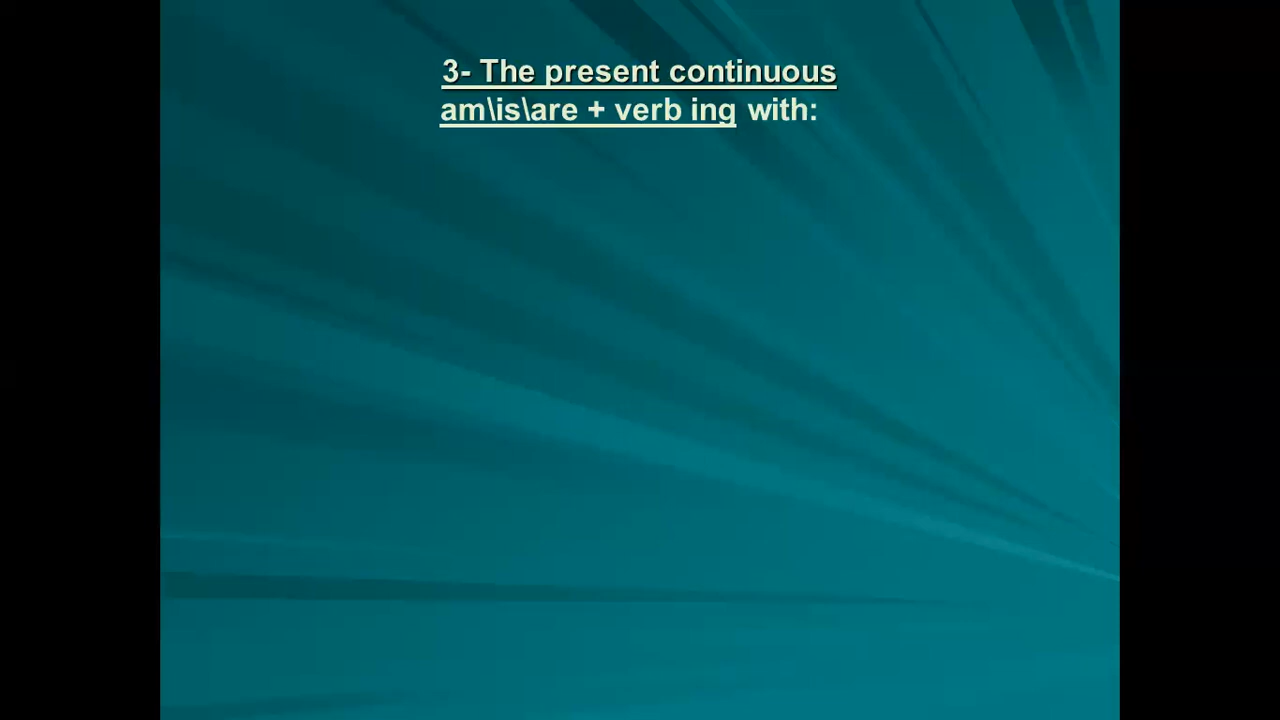 3- The present continuous
am\is\are + verb ing with: